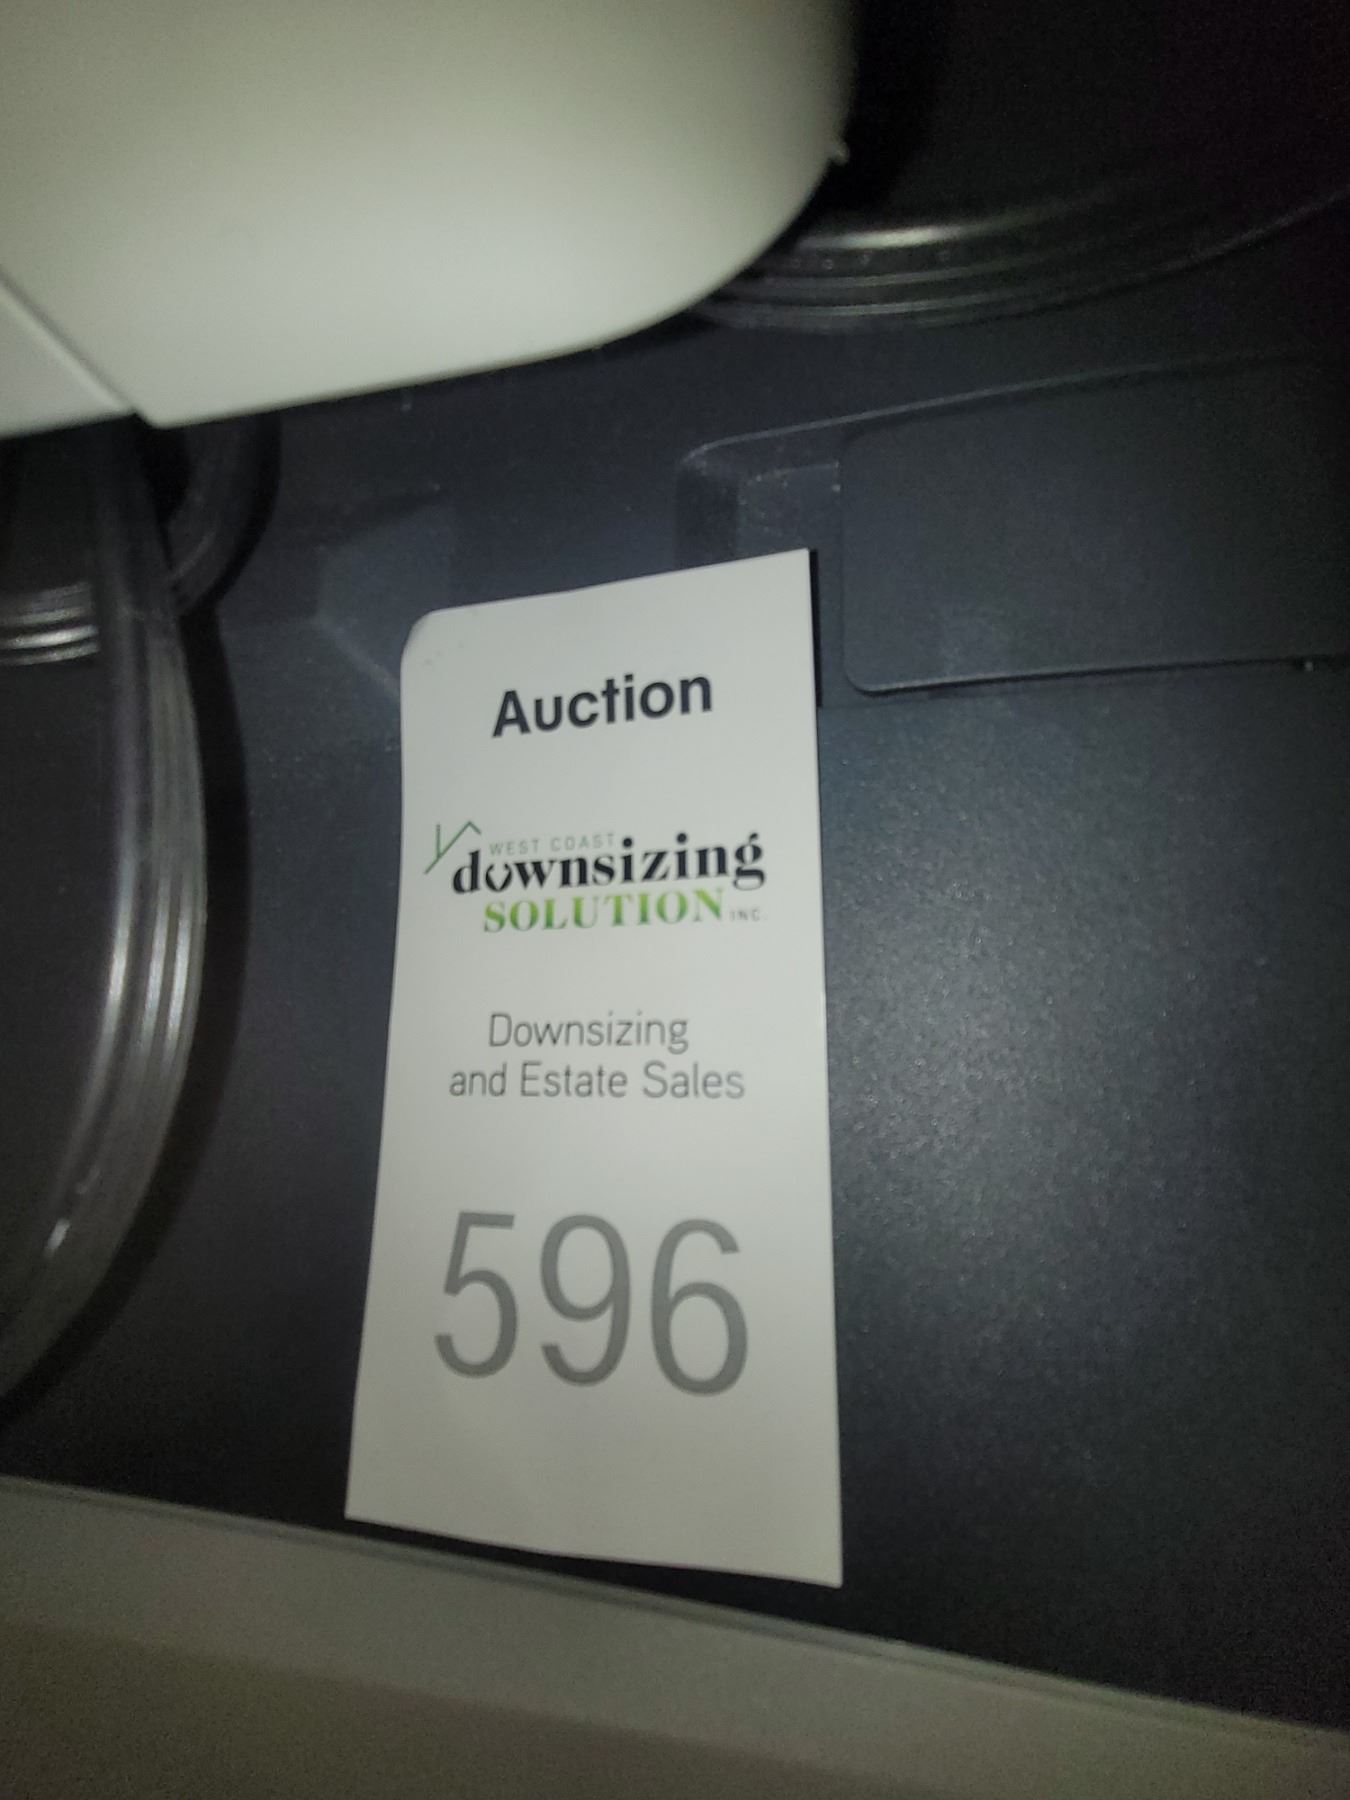 Auction
WEST COAST
downsizing
SOLUTION INC.
Downsizing
and Estate Sales
596